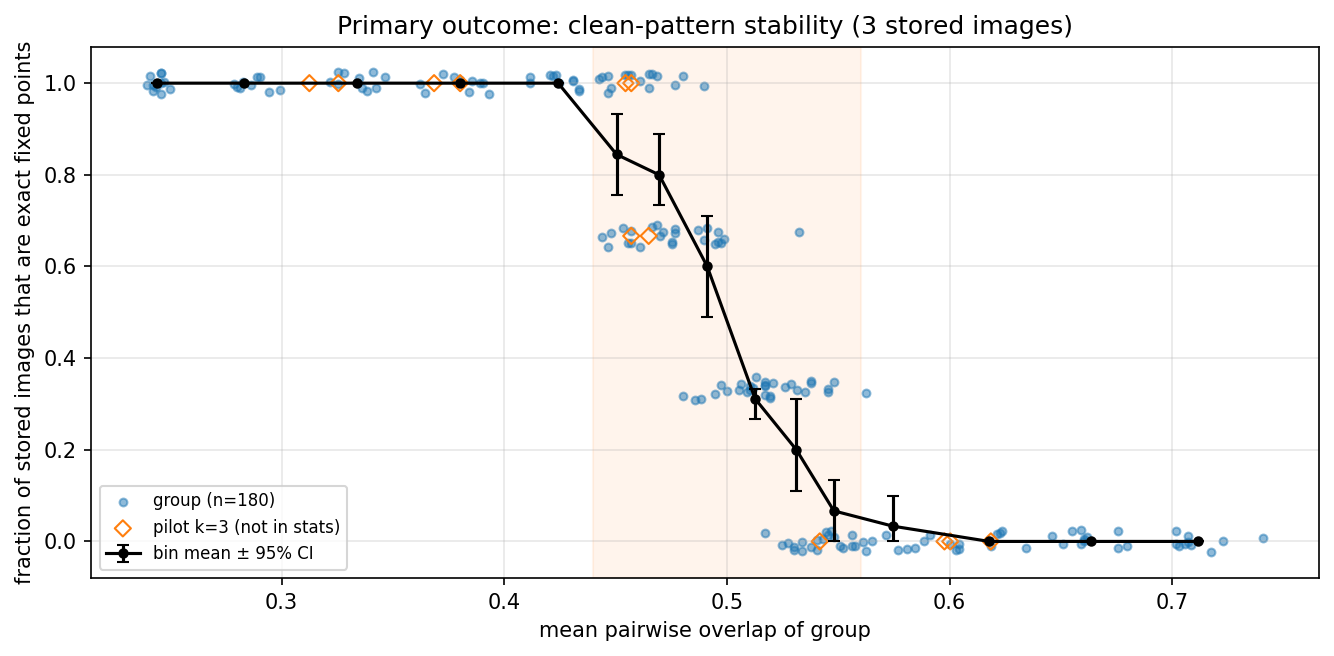 Primary outcome: clean-pattern stability (3 stored images)
fraction of stored images that are exact fixed points
1.0
0.8
0.6
0.4
0.2
0.0
group (n=180)
pilot k=3 (not in stats)
bin mean ± 95% CI
0.3 0.4 0.5 0.6 0.7
mean pairwise overlap of group